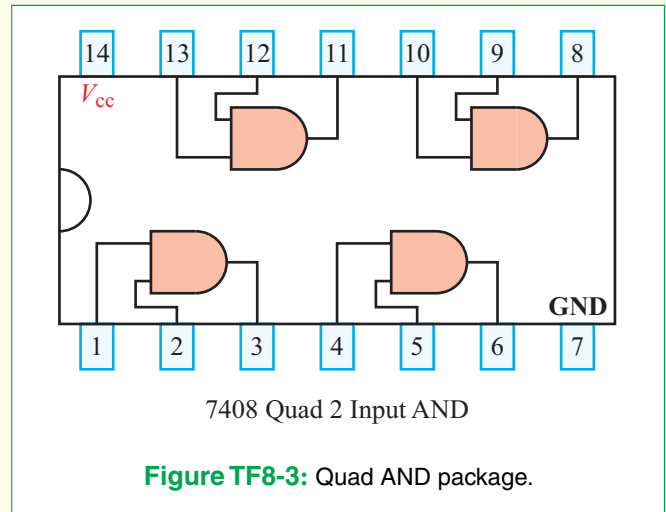 14 13 12 11 10 9 8
Vcc
GND
1 2 3 4 5 6 7
7408 Quad 2 Input AND
Figure TF8-3: Quad AND package.